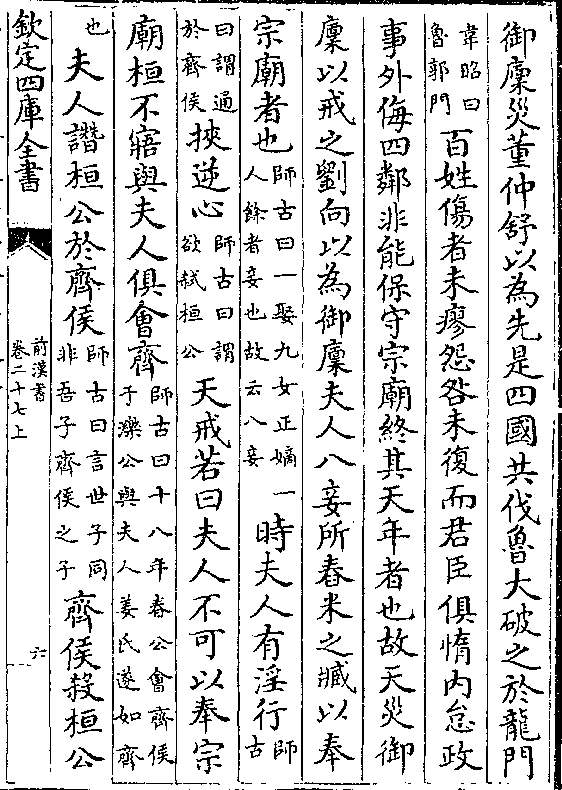 御廩災董仲舒以為先是四國共伐魯大破之於龍門
韋昭曰
魯郭門
百姓傷者未瘳怨咎未復而君臣俱惰内怠政
事外侮四鄰非能保守宗廟終其天年者也故天災御
廩以戒之劉向以為御廩夫人八妾所舂米之臧以奉
宗廟者也
師古曰一娶九女正嫡一
人餘者妾也故云八妾
時夫人有淫行
師
古
曰謂通
於齊侯
挾逆心
師古曰謂
欲弑桓公
天戒若曰夫人不可以奉宗
廟桓不寤與夫人俱會齊
師古曰十八年春公會齊侯
于濼公與夫人姜氏遂如齊
也
夫人譖桓公於齊侯
師古曰言世子同
非吾子齊侯之子
齊侯殺桓公
欽定四庫全書
前漢書
卷二十七上
六